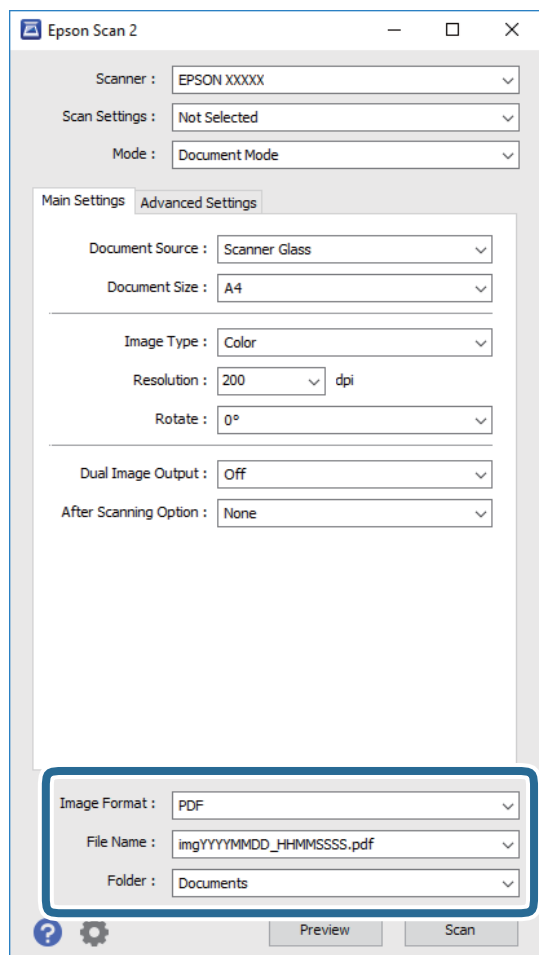 Epson Scan 2
Scanner : EPSON XXXXX
Scan Settings : Not Selected
Mode : Document Mode
Main Settings Advanced Settings
Document Source : Scanner Glass
Document Size : A4
Image Type : Color
Resolution : 200 dpi
Rotate : 0°
Dual Image Output : Off
After Scanning Option : None
Image Format : PDF
File Name : imgYYYYMMDD_HHMMSSSS.pdf
Folder : Documents
? Preview Scan